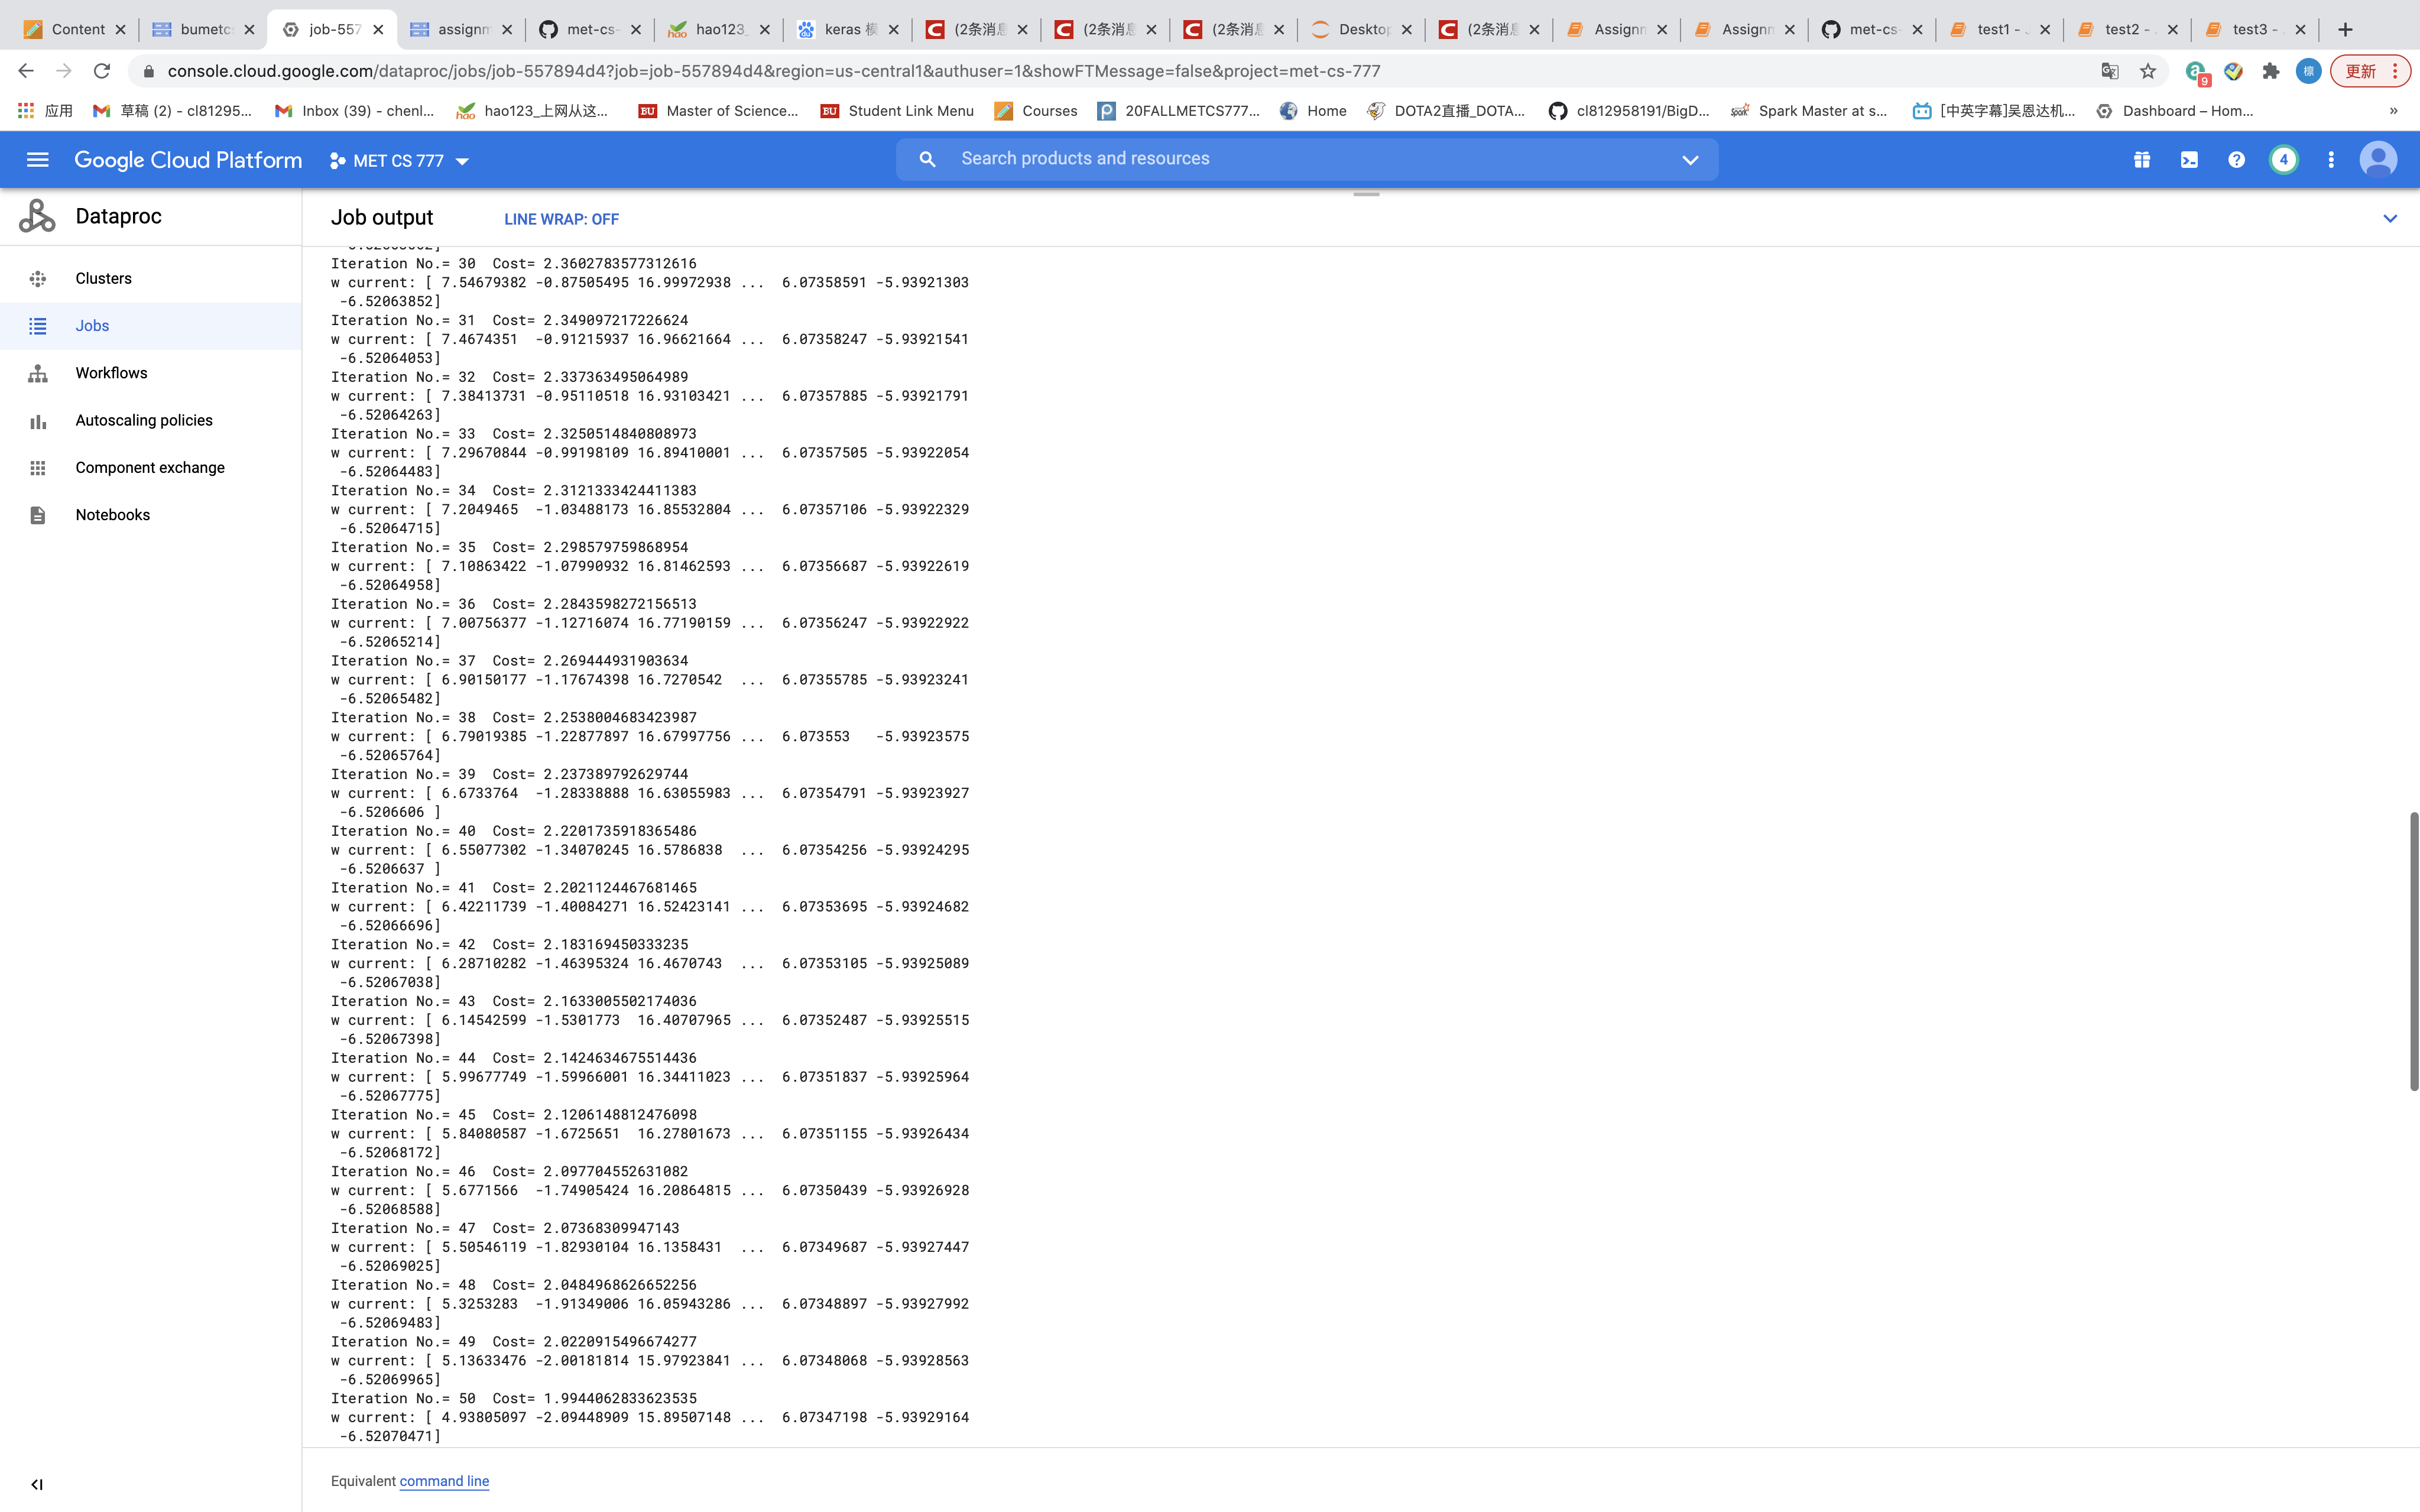 Content
bumetc
job-557
assignm
met-cs-
hao123_
keras 模
(2条消息
(2条消息
(2条消息
Desktop
(2条消息
Assignm
Assignm
met-cs-
test1 -
test2 -
test3 -
console.cloud.google.com/dataproc/jobs/job-557894d4?job=job-557894d4&region=us-central1&authuser=1&showFTMessage=false&project=met-cs-777
9
更新
应用
草稿 (2) - cl81295...
Inbox (39) - chenl...
hao123_上网从这...
BU Master of Science...
BU Student Link Menu
Courses
20FALLMETCS777...
Home
DOTA2直播_DOTA...
cl812958191/BigD...
Spark Master at s...
[中英字幕]吴恩达机...
Dashboard – Hom...
»
Google Cloud Platform
MET CS 777
Search products and resources
4
Dataproc
Clusters
Jobs
Workflows
Autoscaling policies
Component exchange
Notebooks
Job output
LINE WRAP: OFF
Iteration No.= 30  Cost= 2.3602783577312616
w current: [ 7.54679382 -0.87505495 16.99972938 ...  6.07358591 -5.93921303
 -6.52063852]
Iteration No.= 31  Cost= 2.349097217226624
w current: [ 7.4674351  -0.91215937 16.96621664 ...  6.07358247 -5.93921541
 -6.52064053]
Iteration No.= 32  Cost= 2.337363495064989
w current: [ 7.38413731 -0.95110518 16.93103421 ...  6.07357885 -5.93921791
 -6.52064263]
Iteration No.= 33  Cost= 2.3250514840808973
w current: [ 7.29670844 -0.99198109 16.89410001 ...  6.07357505 -5.93922054
 -6.52064483]
Iteration No.= 34  Cost= 2.3121333424411383
w current: [ 7.2049465  -1.03488173 16.85532804 ...  6.07357106 -5.93922329
 -6.52064715]
Iteration No.= 35  Cost= 2.298579759868954
w current: [ 7.10863422 -1.07990932 16.81462593 ...  6.07356687 -5.93922619
 -6.52064958]
Iteration No.= 36  Cost= 2.2843598272156513
w current: [ 7.00756377 -1.12716074 16.77190159 ...  6.07356247 -5.93922922
 -6.52065214]
Iteration No.= 37  Cost= 2.269444931903634
w current: [ 6.90150177 -1.17674398 16.7270542  ...  6.07355785 -5.93923241
 -6.52065482]
Iteration No.= 38  Cost= 2.2538004683423987
w current: [ 6.79019385 -1.22877897 16.67997756 ...  6.073553   -5.93923575
 -6.52065764]
Iteration No.= 39  Cost= 2.237389792629744
w current: [ 6.6733764  -1.28338888 16.63055983 ...  6.07354791 -5.93923927
 -6.5206606 ]
Iteration No.= 40  Cost= 2.2201735918365486
w current: [ 6.55077302 -1.34070245 16.5786838  ...  6.07354256 -5.93924295
 -6.5206637 ]
Iteration No.= 41  Cost= 2.2021124467681465
w current: [ 6.42211739 -1.40084271 16.52423141 ...  6.07353695 -5.93924682
 -6.52066696]
Iteration No.= 42  Cost= 2.183169450333235
w current: [ 6.28710282 -1.46395324 16.4670743  ...  6.07353105 -5.93925089
 -6.52067038]
Iteration No.= 43  Cost= 2.1633005502174036
w current: [ 6.14542599 -1.5301773  16.40707965 ...  6.07352487 -5.93925515
 -6.52067398]
Iteration No.= 44  Cost= 2.1424634675514436
w current: [ 5.99677749 -1.59966001 16.34411023 ...  6.07351837 -5.93925964
 -6.52067775]
Iteration No.= 45  Cost= 2.1206148812476098
w current: [ 5.84080587 -1.6725651  16.27801673 ...  6.07351155 -5.93926434
 -6.52068172]
Iteration No.= 46  Cost= 2.097704552631082
w current: [ 5.6771566  -1.74905424 16.20864815 ...  6.07350439 -5.93926928
 -6.52068588]
Iteration No.= 47  Cost= 2.07368309947143
w current: [ 5.50546119 -1.82930104 16.1358431  ...  6.07349687 -5.93927447
 -6.52069025]
Iteration No.= 48  Cost= 2.0484968626652256
w current: [ 5.3253283  -1.91349006 16.05943286 ...  6.07348897 -5.93927992
 -6.52069483]
Iteration No.= 49  Cost= 2.0220915496674277
w current: [ 5.13633476 -2.00181814 15.97923841 ...  6.07348068 -5.93928563
 -6.52069965]
Iteration No.= 50  Cost= 1.9944062833623535
w current: [ 4.93805097 -2.09448909 15.89507148 ...  6.07347198 -5.93929164
 -6.52070471]
Equivalent command line